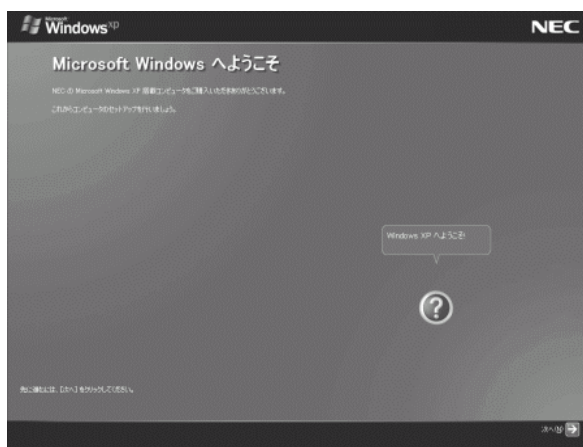 Microsoft
Windows xp
NEC
Microsoft Windows へようこそ
NEC の Microsoft Windows XP 搭載コンピュータをご購入いただきありがとうございます。
これからコンピュータのセットアップを行いましょう。
Windows XP へようこそ!
先に進むには、[次へ] をクリックしてください。
次へ(N)